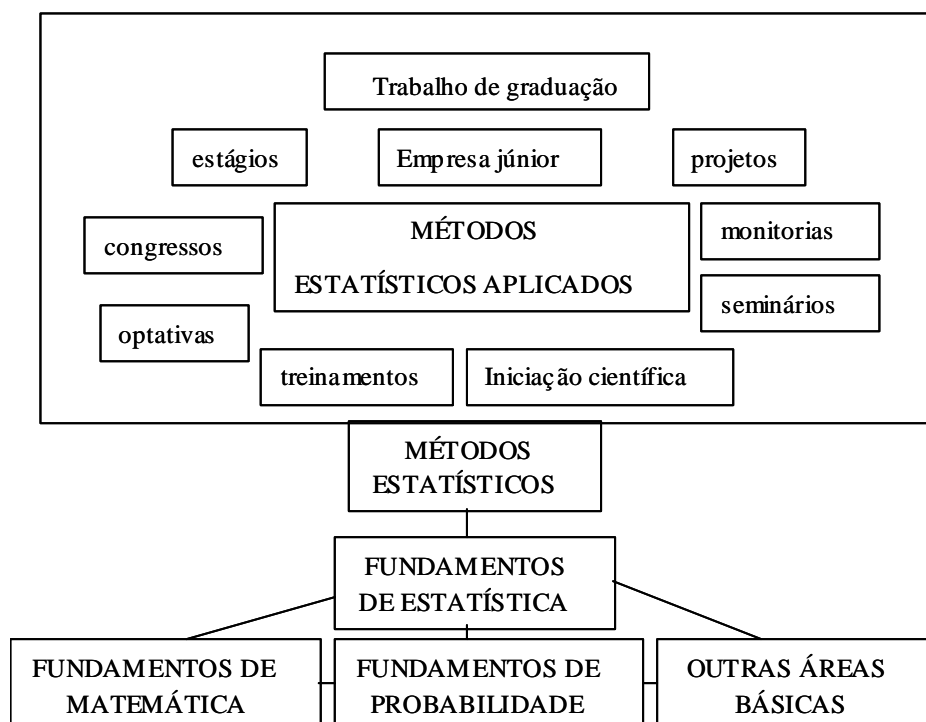 Trabalho de graduação
estágios
Empresa júnior
projetos
congressos
MÉTODOS
ESTATÍSTICOS APLICADOS
monitorias
seminários
optativas
treinamentos
Iniciação científica
MÉTODOS
ESTATÍSTICOS
FUNDAMENTOS
DE ESTATÍSTICA
FUNDAMENTOS DE
MATEMÁTICA
FUNDAMENTOS DE
PROBABILIDADE
OUTRAS ÁREAS
BÁSICAS